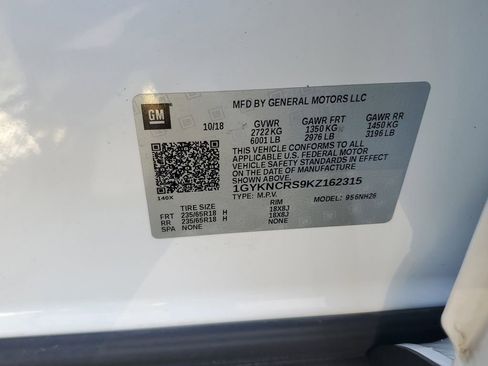 MFD BY GENERAL MOTORS LLC
GM
10/18 GVWR GAWR FRT GAWR RR
2722 KG 1350 KG 1450 KG
6001 LB 2976 LB 3196 LB
THIS VEHICLE CONFORMS TO ALL
APPLICABLE U.S. FEDERAL MOTOR
VEHICLE SAFETY STANDARDS IN EFFECT
ON THE DATE OF MANUFACTURE SHOWN ABOVE.
1GYKNCRS9KZ162315
140X TYPE: M.P.V. MODEL: 956NH26
TIRE SIZE RIM
FRT 235/65R18 H 18X8J
RR 235/65R18 H 18X8J
SPA NONE NONE